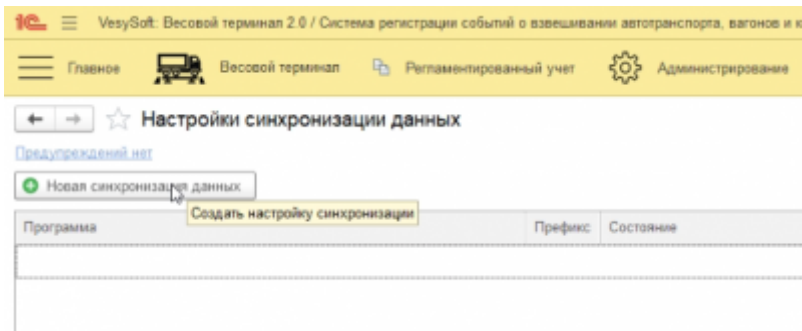 1С VesySoft: Весовой терминал 2.0 / Система регистрации событий о взвешивании автотранспорта, вагонов и к
Главное Весовой терминал Регламентированный учет Администрирование
Настройки синхронизации данных
Предупреждений нет
Новая синхронизация данных
Создать настройку синхронизации
Программа Префикс Состояние